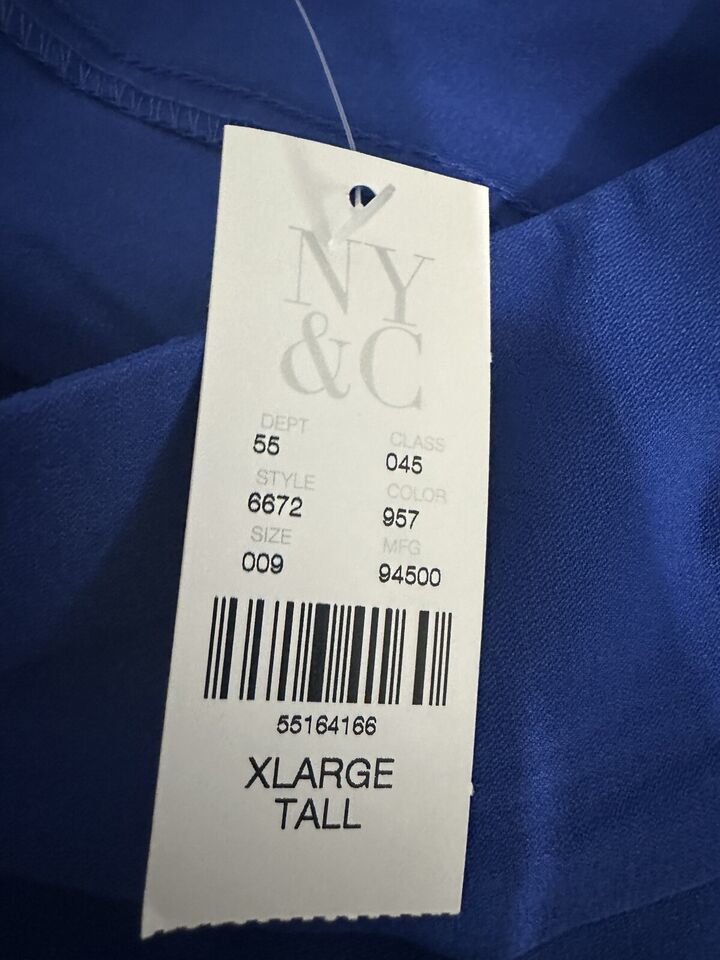 NY
&C
DEPT CLASS
55 045
STYLE COLOR
6672 957
SIZE MFG
009 94500
55164166
XLARGE
TALL